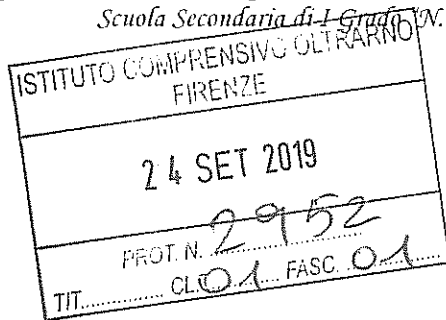 Scuola Secondaria di I Grado "N.
ISTITUTO COMPRENSIVO OLTRARNO
FIRENZE
24 SET 2019
PROT. N. 2952
TIT............... CL. 01 FASC. 01